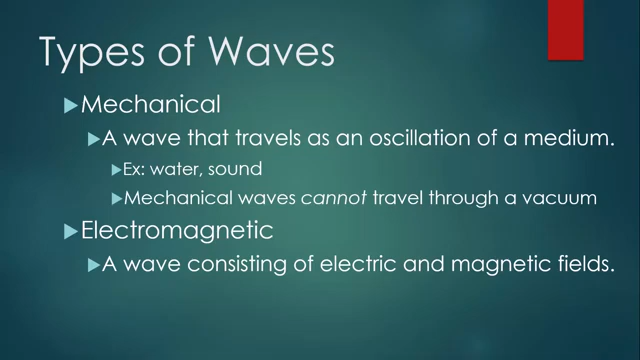 Types of Waves
Mechanical
A wave that travels as an oscillation of a medium.
Ex: water, sound
Mechanical waves cannot travel through a vacuum
Electromagnetic
A wave consisting of electric and magnetic fields.